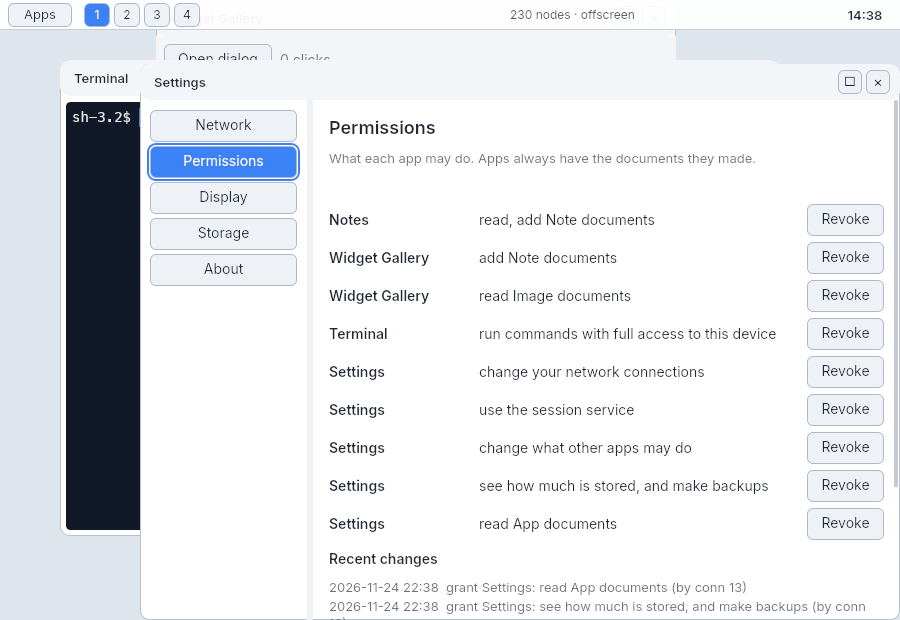 Apps 1 2 3 4 230 nodes · offscreen 14:38
Widget Gallery
Open dialog 0 clicks
Terminal
sh-3.2$
Settings
Network
Permissions
Display
Storage
About
Permissions
What each app may do. Apps always have the documents they made.
Notes read, add Note documents Revoke
Widget Gallery add Note documents Revoke
Widget Gallery read Image documents Revoke
Terminal run commands with full access to this device Revoke
Settings change your network connections Revoke
Settings use the session service Revoke
Settings change what other apps may do Revoke
Settings see how much is stored, and make backups Revoke
Settings read App documents Revoke
Recent changes
2026-11-24 22:38 grant Settings: read App documents (by conn 13)
2026-11-24 22:38 grant Settings: see how much is stored, and make backups (by conn